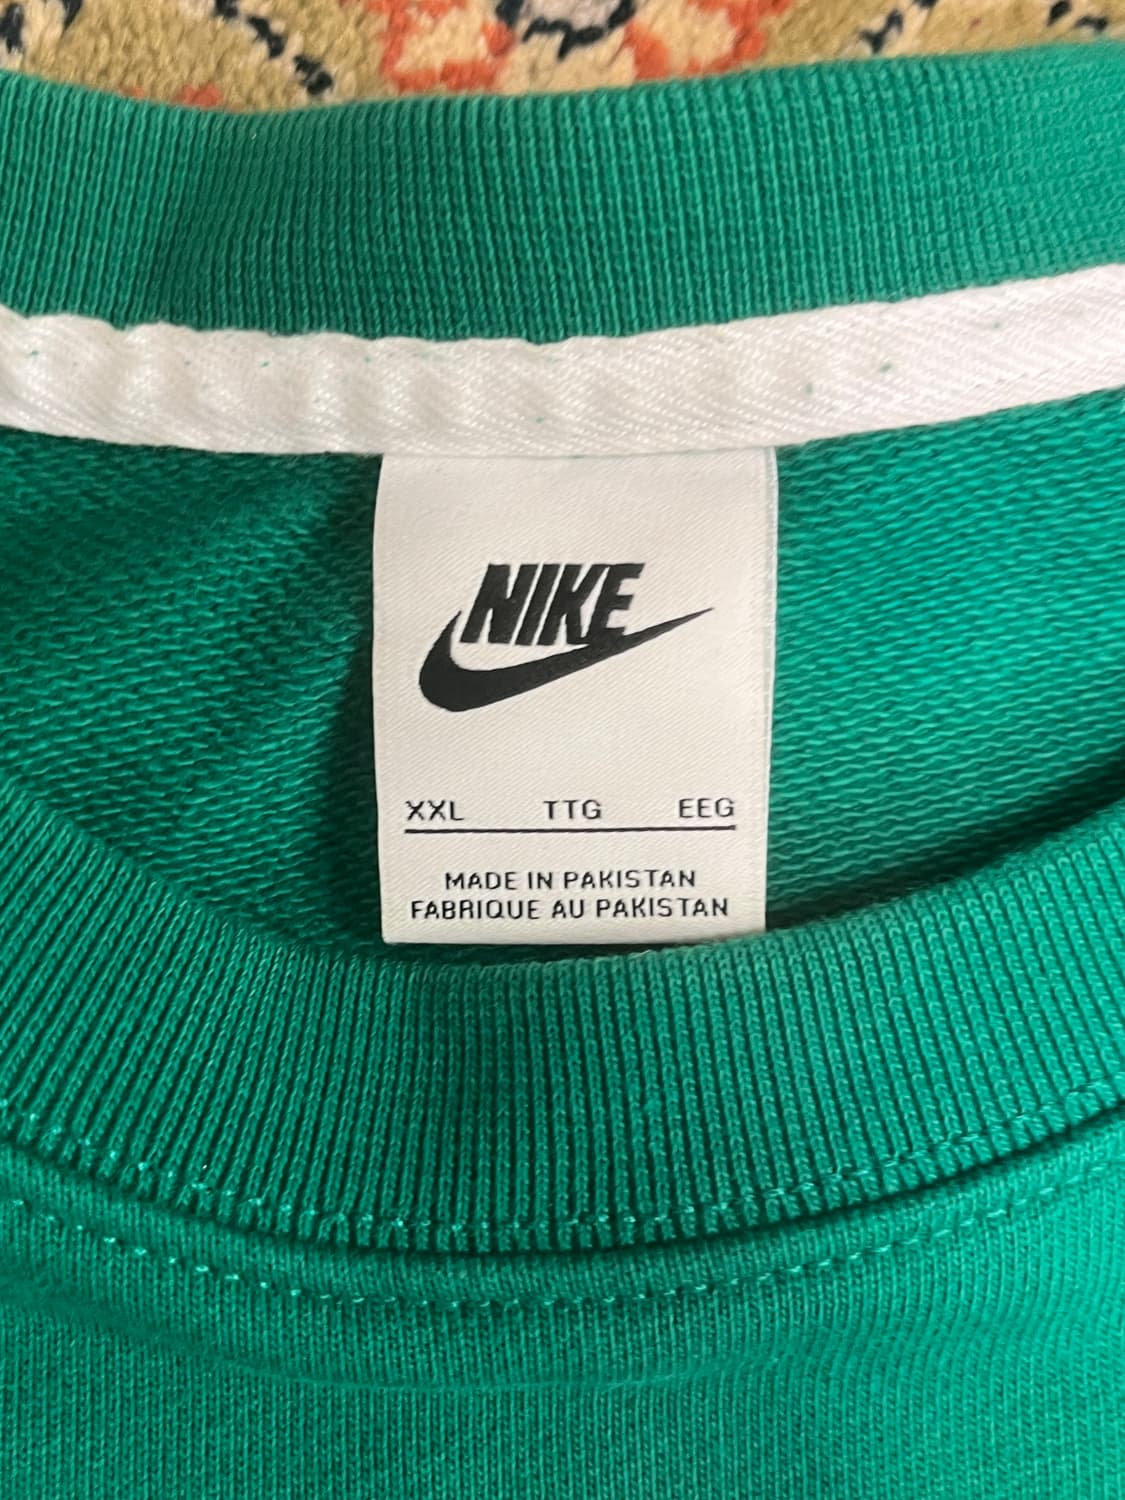 NIKE
XXL TTG EEG
MADE IN PAKISTAN
FABRIQUE AU PAKISTAN